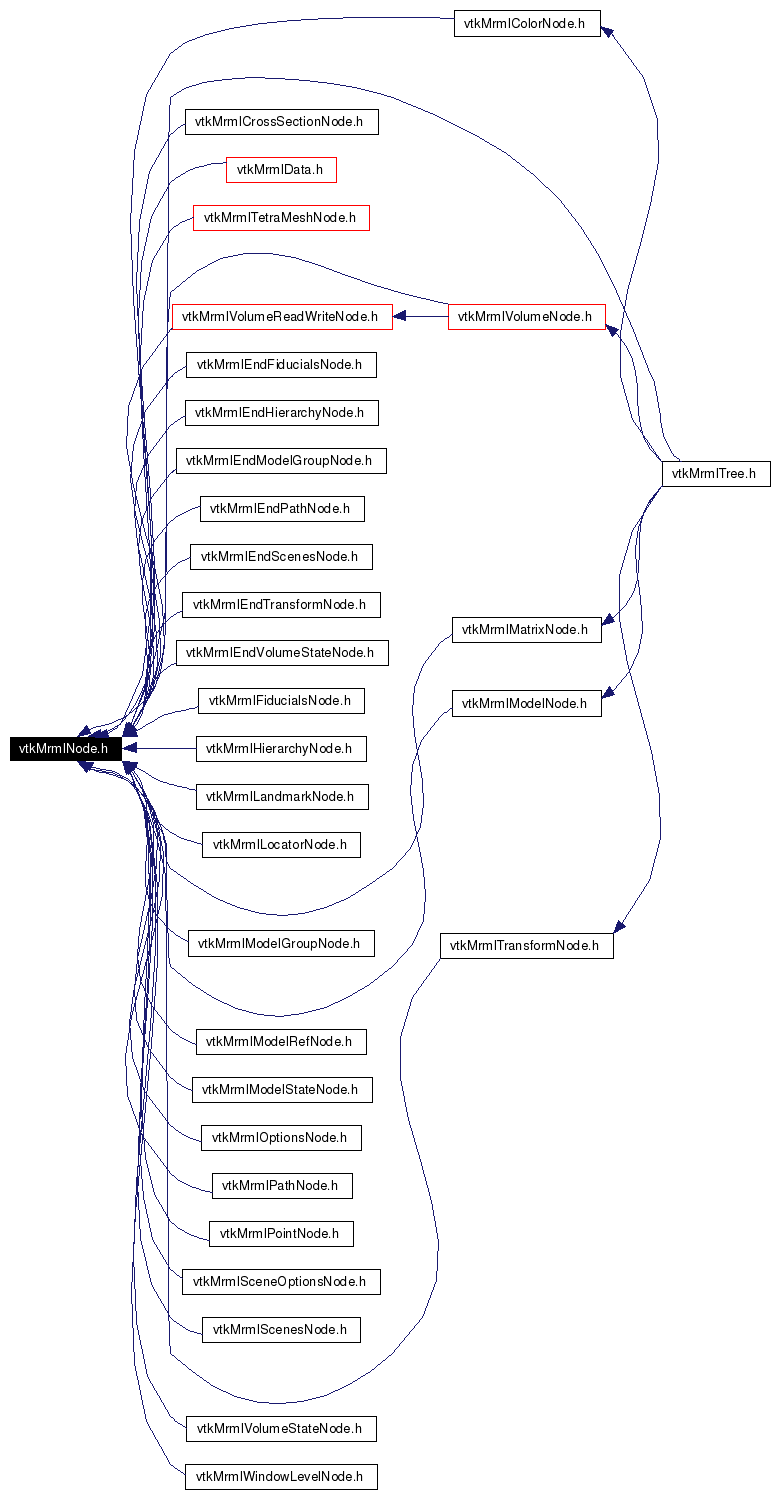 vtkMrmlColorNode.h
vtkMrmlCrossSectionNode.h
vtkMrmlData.h
vtkMrmlTetraMeshNode.h
vtkMrmlVolumeReadWriteNode.h
vtkMrmlVolumeNode.h
vtkMrmlEndFiducialsNode.h
vtkMrmlEndHierarchyNode.h
vtkMrmlEndModelGroupNode.h
vtkMrmlTree.h
vtkMrmlEndPathNode.h
vtkMrmlEndScenesNode.h
vtkMrmlEndTransformNode.h
vtkMrmlMatrixNode.h
vtkMrmlEndVolumeStateNode.h
vtkMrmlFiducialsNode.h
vtkMrmlModelNode.h
vtkMrmlNode.h
vtkMrmlHierarchyNode.h
vtkMrmlLandmarkNode.h
vtkMrmlLocatorNode.h
vtkMrmlModelGroupNode.h
vtkMrmlTransformNode.h
vtkMrmlModelRefNode.h
vtkMrmlModelStateNode.h
vtkMrmlOptionsNode.h
vtkMrmlPathNode.h
vtkMrmlPointNode.h
vtkMrmlSceneOptionsNode.h
vtkMrmlScenesNode.h
vtkMrmlVolumeStateNode.h
vtkMrmlWindowLevelNode.h